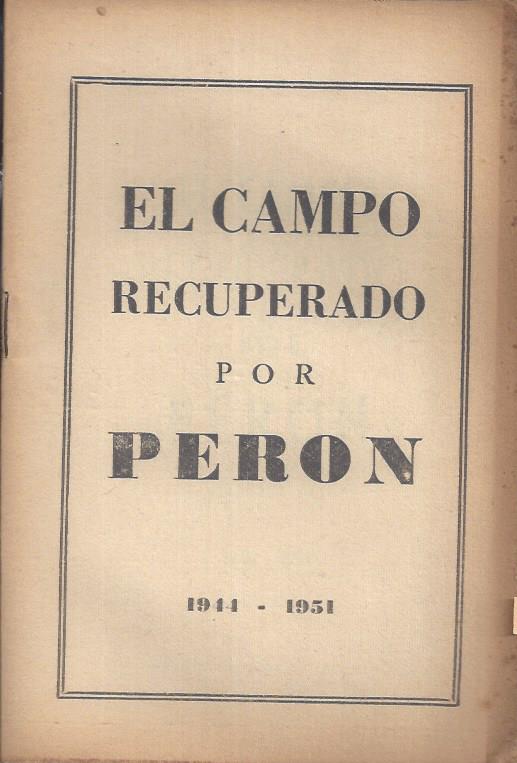 EL CAMPO
RECUPERADO
POR
PERON
1944 - 1951